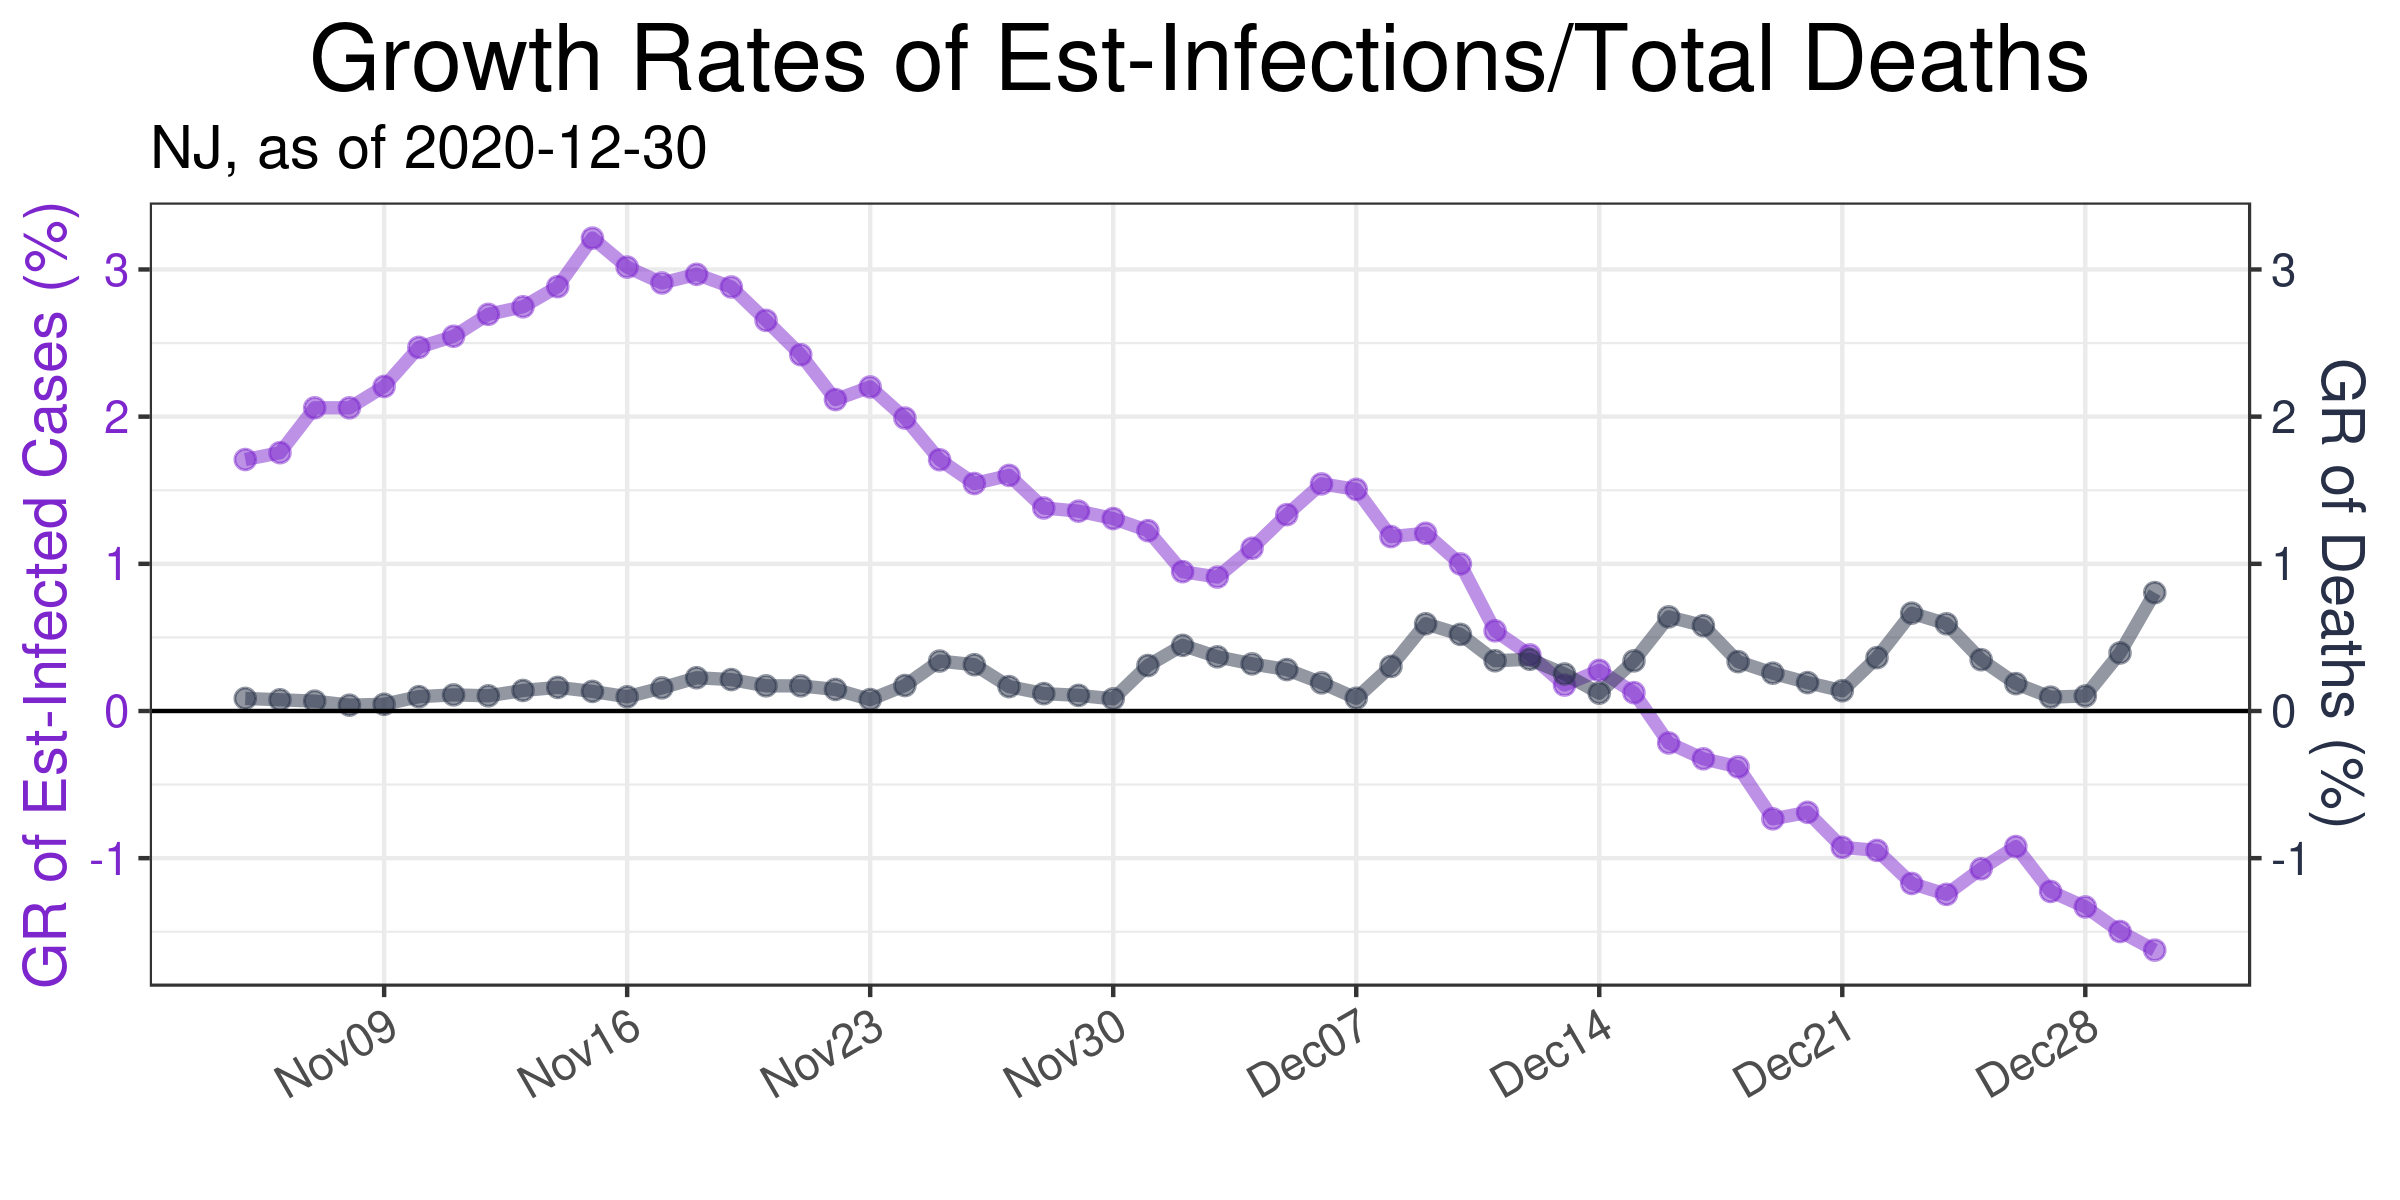 Growth Rates of Est-Infections/Total Deaths
NJ, as of 2020-12-30
GR of Est-Infected Cases (%)
3
2
1
0
-1
3
2
1
0
-1
GR of Deaths (%)
Nov09
Nov16
Nov23
Nov30
Dec07
Dec14
Dec21
Dec28